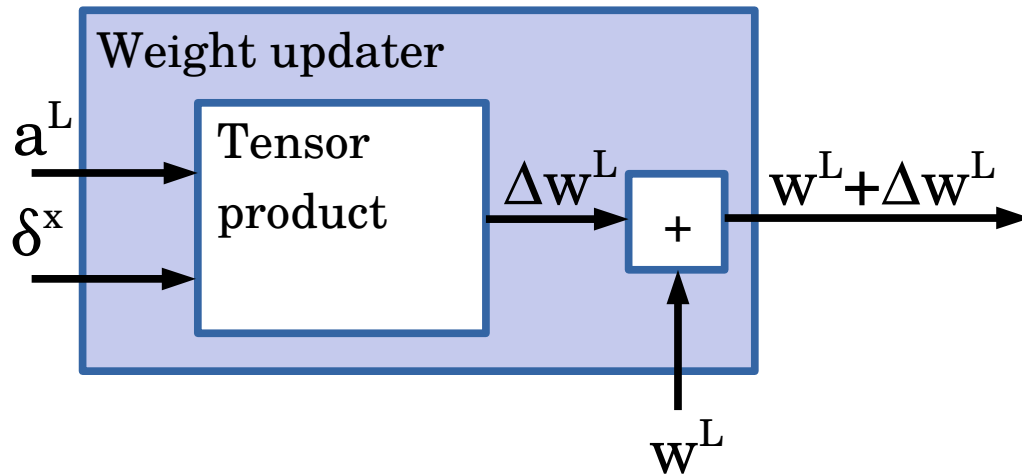 Weight updater
a^L
Tensor
product
δ^x
Δw^L
+
w^L+Δw^L
w^L